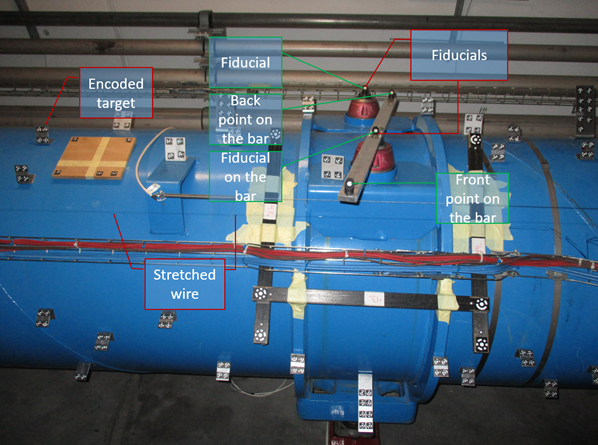 Fiducial
Fiducials
Encoded
target
Back
point on
the bar
Fiducial
on the
bar
Front
point on
the bar
Stretched
wire